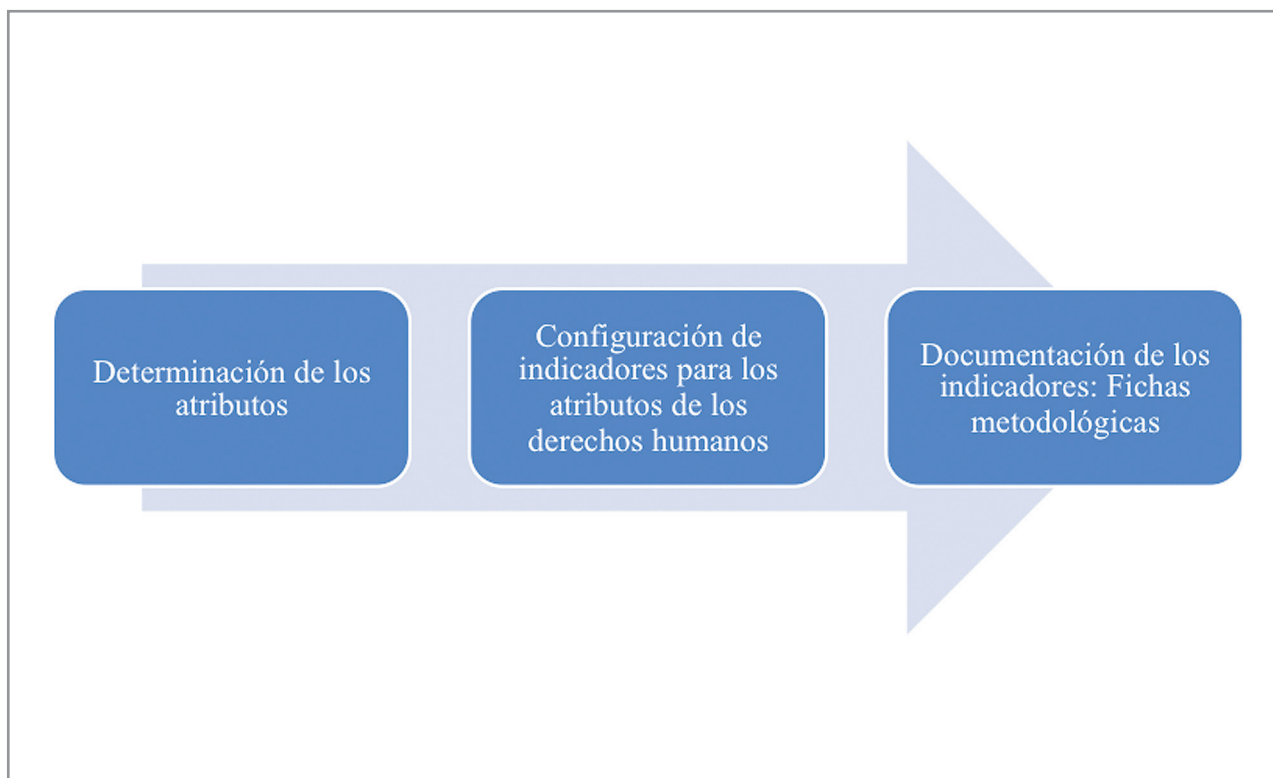 Determinación de los
atributos
Configuración de
indicadores para los
atributos de los
derechos humanos
Documentación de los
indicadores: Fichas
metodológicas